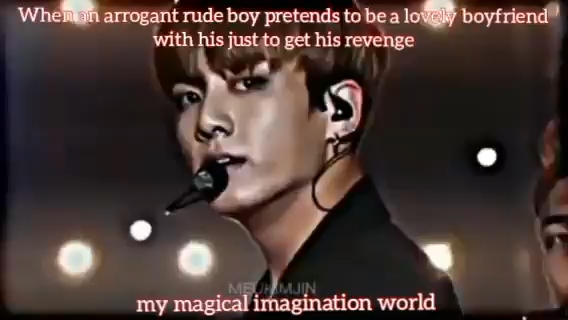 When an arrogant rude boy pretends to be a lovely boyfriend
with his just to get his revenge
MEUKIMJIN
my magical imagination world